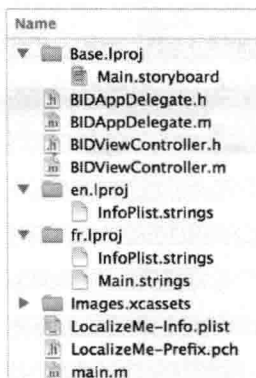 Name
Base.lproj
Main.storyboard
h BIDAppDelegate.h
m BIDAppDelegate.m
h BIDViewController.h
m BIDViewController.m
en.lproj
InfoPlist.strings
fr.lproj
InfoPlist.strings
Main.strings
Images.xcassets
LocalizeMe-Info.plist
h LocalizeMe-Prefix.pch
m main.m